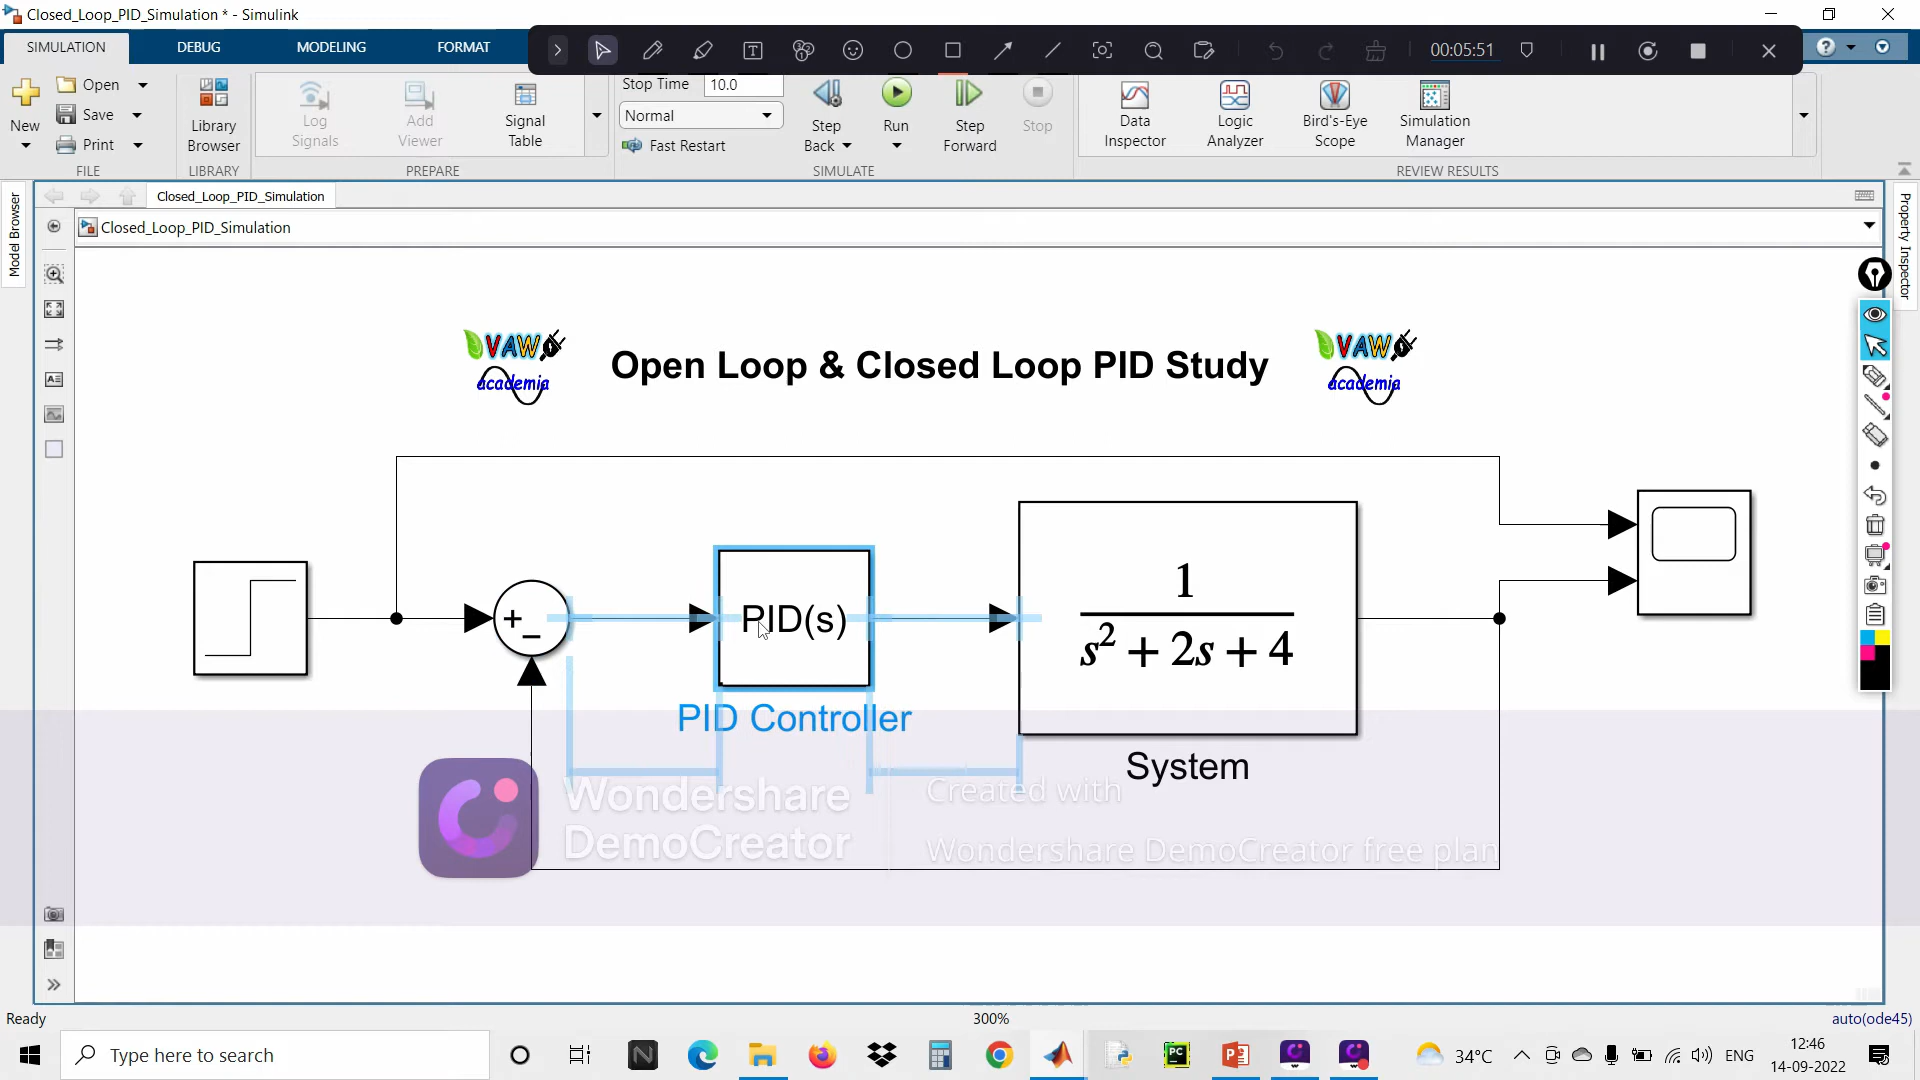 Closed_Loop_PID_Simulation * - Simulink
SIMULATION
DEBUG
MODELING
FORMAT
00:05:51
New
Open
Save
Print
FILE
Library
Browser
LIBRARY
Log
Signals
Add
Viewer
Signal
Table
PREPARE
Stop Time 10.0
Normal
Fast Restart
Step
Back
Run
Step
Forward
Stop
SIMULATE
Data
Inspector
Logic
Analyzer
Bird's-Eye
Scope
Simulation
Manager
REVIEW RESULTS
Model Browser
Closed_Loop_PID_Simulation
Closed_Loop_PID_Simulation
Property Inspector
VAW
academia
Open Loop & Closed Loop PID Study
VAW
academia
+
−
PID(s)
PID Controller
1
s² + 2s + 4
System
Wondershare
DemoCreator
Created with
Wondershare DemoCreator free plan
Ready
300%
auto(ode45)
Type here to search
34°C
ENG
12:46
14-09-2022